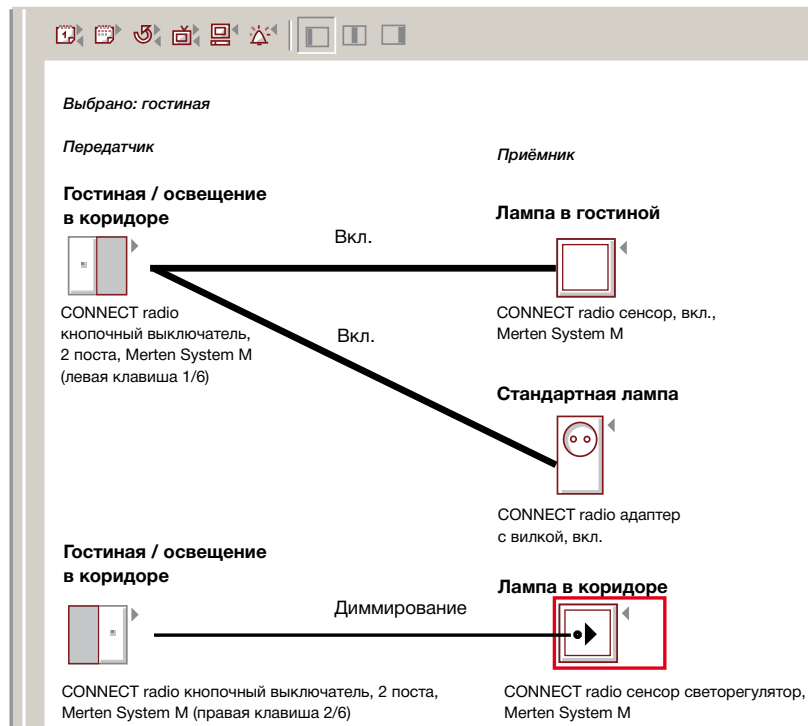 Выбрано: гостиная
Передатчик
Приёмник
Гостиная / освещение
в коридоре
Вкл.
Лампа в гостиной
CONNECT radio
кнопочный выключатель,
2 поста, Merten System M
(левая клавиша 1/6)
CONNECT radio сенсор, вкл.,
Merten System M
Вкл.
Стандартная лампа
CONNECT radio адаптер
с вилкой, вкл.
Гостиная / освещение
в коридоре
Диммирование
Лампа в коридоре
CONNECT radio кнопочный выключатель, 2 поста,
Merten System M (правая клавиша 2/6)
CONNECT radio сенсор светорегулятор,
Merten System M